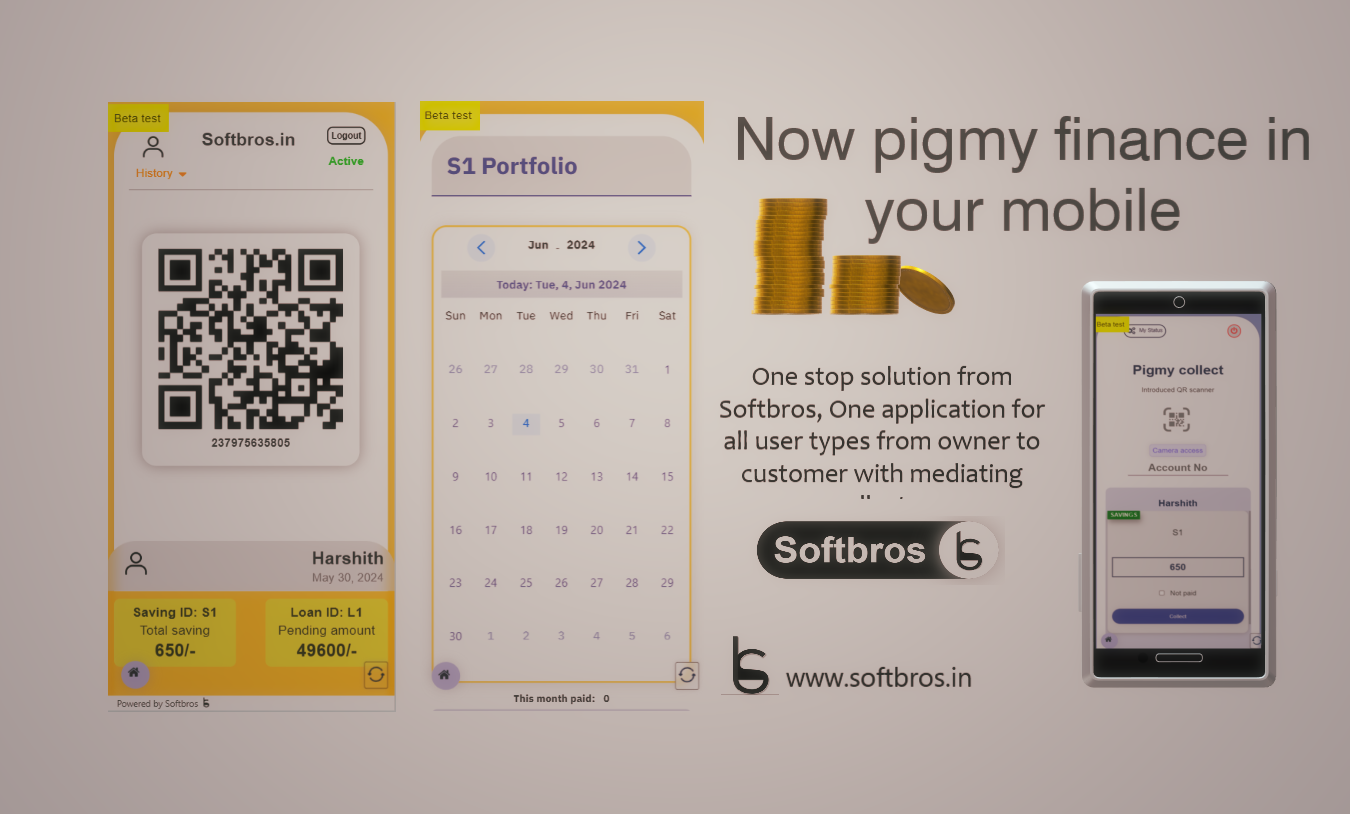 Beta test
Softbros.in
Logout
Active
History
237975635805
Harshith
May 30, 2024
Saving ID: S1
Total saving
650/-
Loan ID: L1
Pending amount
49600/-
Powered by Softbros
Beta test
S1 Portfolio
Jun - 2024
Today: Tue, 4, Jun 2024
Sun Mon Tue Wed Thu Fri Sat
26 27 28 29 30 31 1
2 3 4 5 6 7 8
9 10 11 12 13 14 15
16 17 18 19 20 21 22
23 24 25 26 27 28 29
30 1 2 3 4 5 6
This month paid: 0
Now pigmy finance in
your mobile
One stop solution from
Softbros, One application for
all user types from owner to
customer with mediating
Softbros
www.softbros.in
Beta test
My Status
Pigmy collect
Introduced QR scanner
Camera access
Account No
Harshith
SAVINGS
S1
650
Not paid
Collect